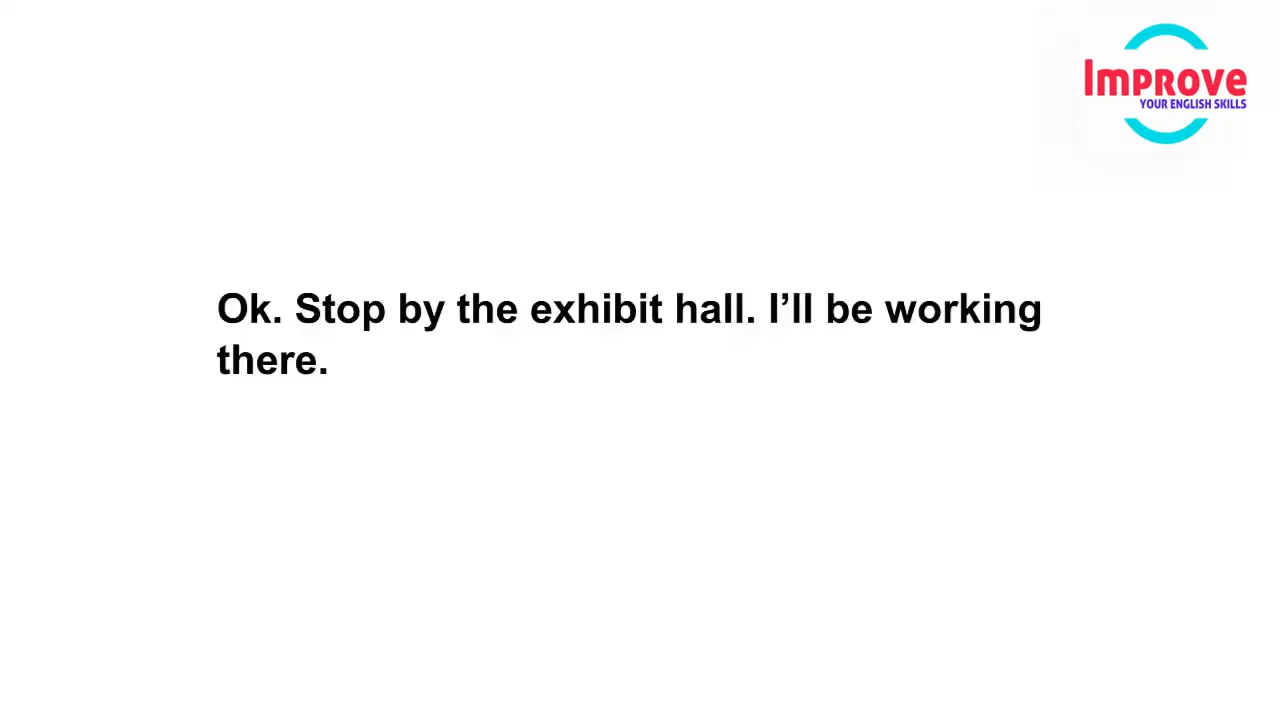 Improve
YOUR ENGLISH SKILLS
Ok. Stop by the exhibit hall. I’ll be working
there.